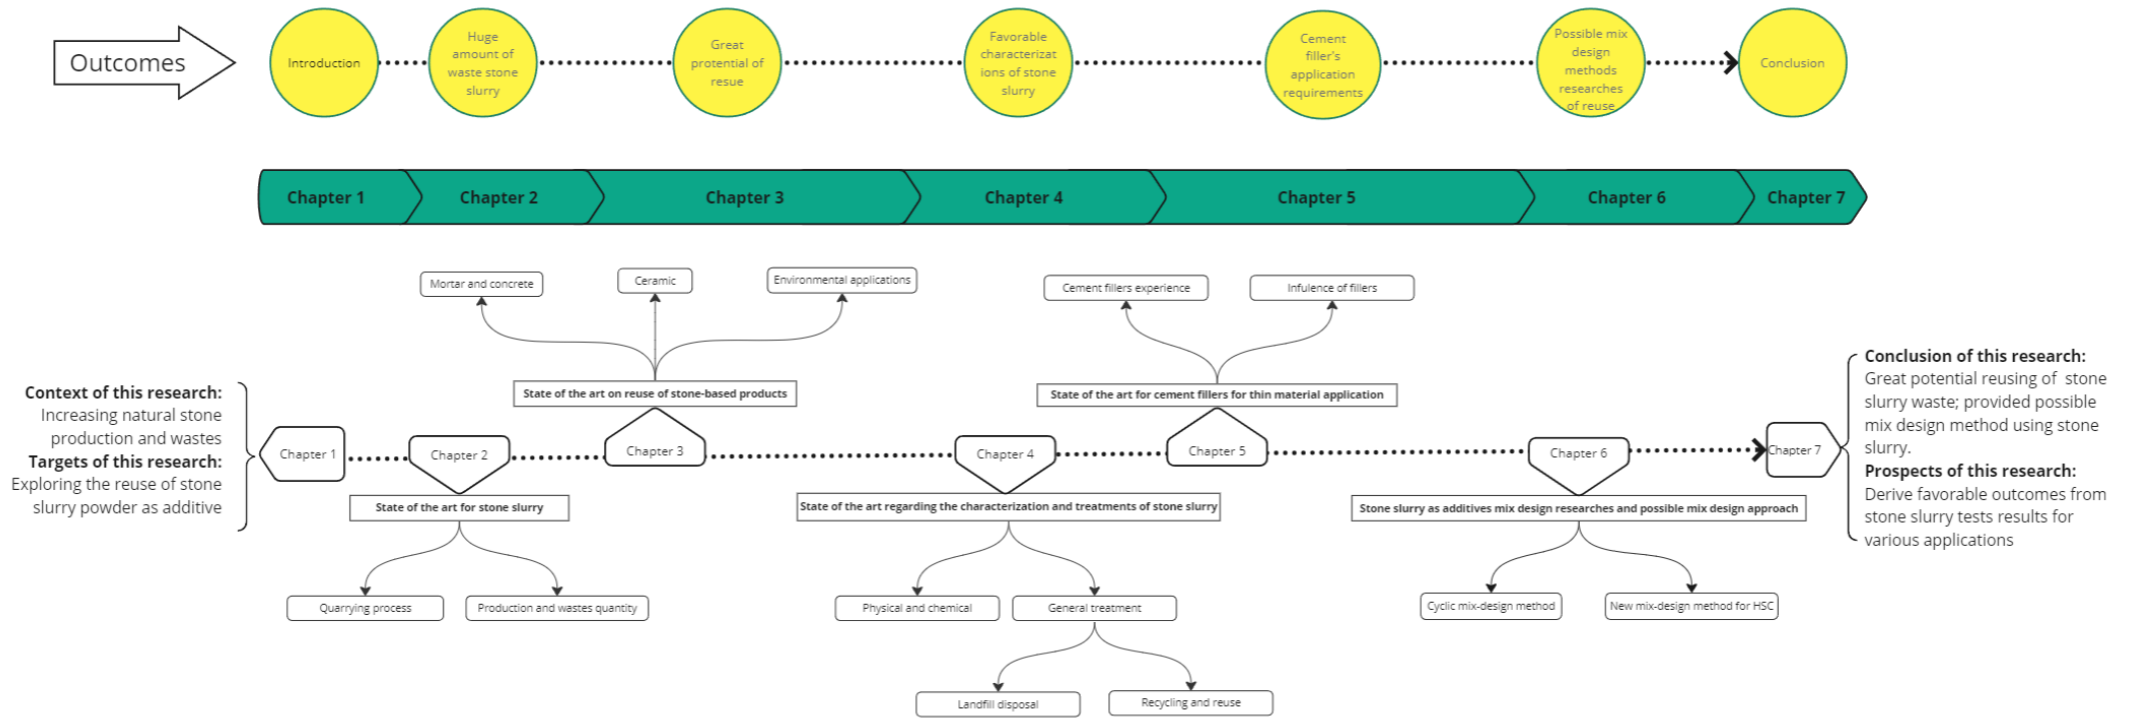 Outcomes
Introduction
Huge
amount of
waste stone
slurry
Great
protential of
resue
Favorable
characterizat
ions of stone
slurry
Cement
filler's
application
requirements
Possible mix
design
methods
researches
of reuse
Conclusion
Chapter 1
Chapter 2
Chapter 3
Chapter 4
Chapter 5
Chapter 6
Chapter 7
Mortar and concrete
Ceramic
Environmental applications
Cement fillers experience
Infulence of fillers
State of the art on reuse of stone-based products
State of the art for cement fillers for thin material application
Context of this research:
Increasing natural stone
production and wastes
Targets of this research:
Exploring the reuse of stone
slurry powder as additive
Chapter 1
Chapter 2
Chapter 3
Chapter 4
Chapter 5
Chapter 6
Chapter 7
Conclusion of this research:
Great potential reusing of stone
slurry waste; provided possible
mix design method using stone
slurry.
Prospects of this research:
Derive favorable outcomes from
stone slurry tests results for
various applications
State of the art for stone slurry
State of the art regarding the characterization and treatments of stone slurry
Stone slurry as additives mix design researches and possible mix design approach
Quarrying process
Production and wastes quantity
Physical and chemical
General treatment
Cyclic mix-design method
New mix-design method for HSC
Landfill disposal
Recycling and reuse